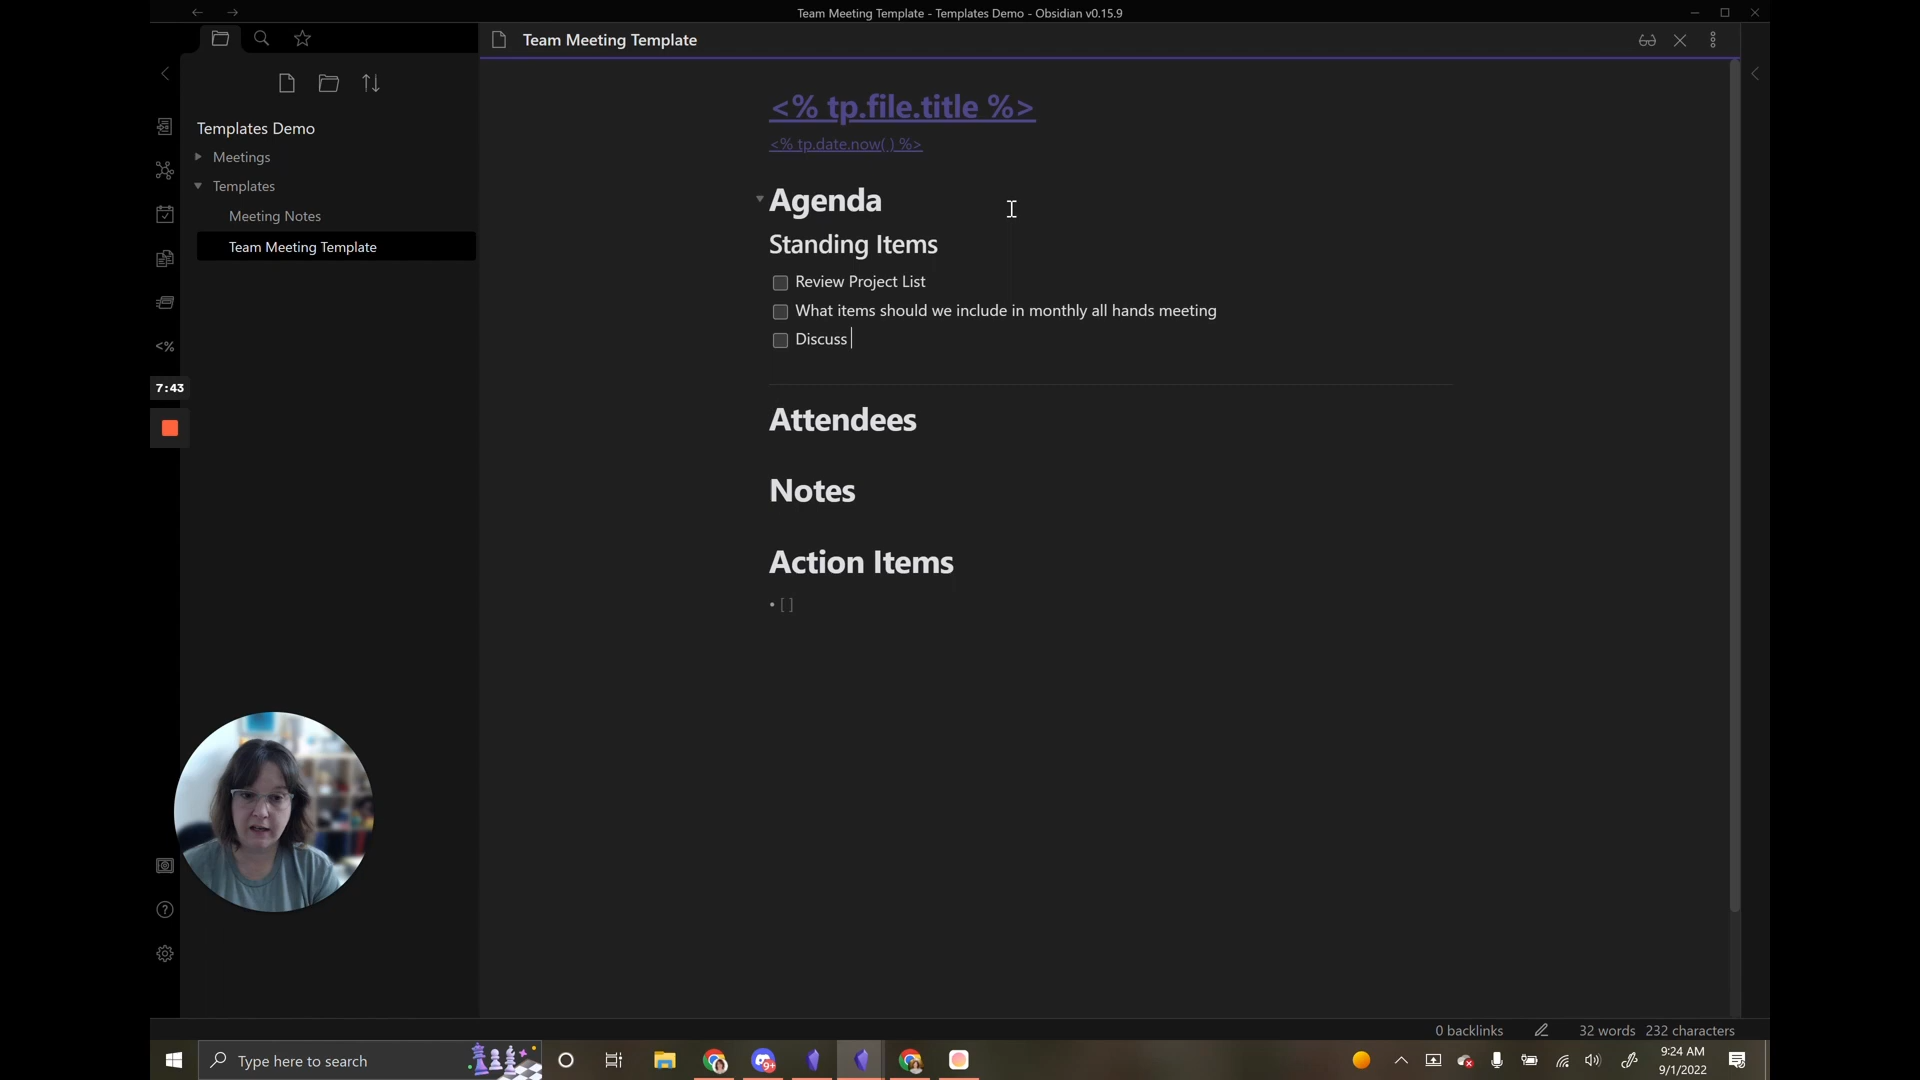 Team Meeting Template - Templates Demo - Obsidian v0.15.9
Team Meeting Template
Templates Demo
Meetings
Templates
Meeting Notes
Team Meeting Template
<%
7:43
<% tp.file.title %>
<% tp.date.now( ) %>
Agenda
Standing Items
Review Project List
What items should we include in monthly all hands meeting
Discuss
Attendees
Notes
Action Items
• [ ]
0 backlinks
32 words 232 characters
Type here to search
9+
9:24 AM
9/1/2022